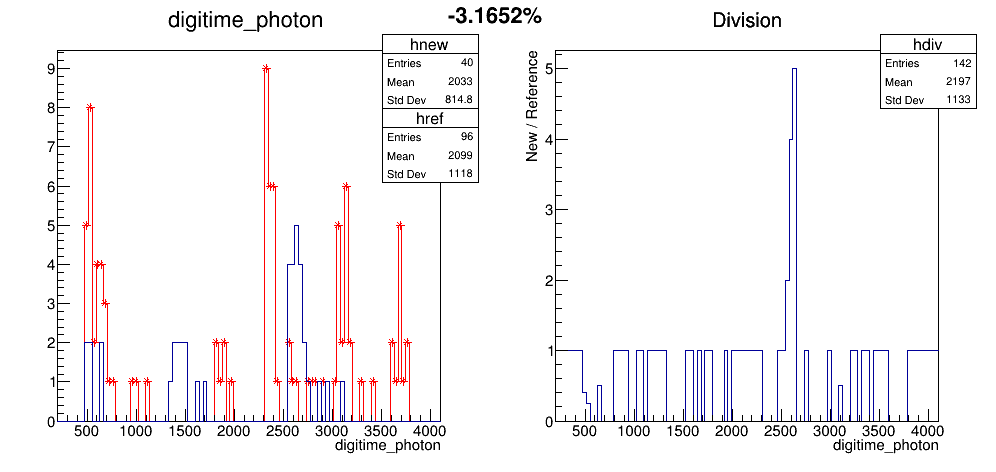 -3.1652%
digitime_photon
hnew
Entries 40
Mean 2033
Std Dev 814.8
href
Entries 96
Mean 2099
Std Dev 1118
9
8
7
6
5
4
3
2
1
0
500 1000 1500 2000 2500 3000 3500 4000
digitime_photon
Division
hdiv
Entries 142
Mean 2197
Std Dev 1133
New / Reference
5
4
3
2
1
0
500 1000 1500 2000 2500 3000 3500 4000
digitime_photon